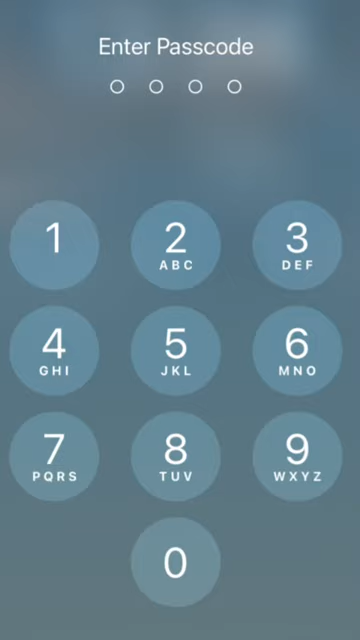 Enter Passcode
1 2 3
ABC DEF
4 5 6
GHI JKL MNO
7 8 9
PQRS TUV WXYZ
0